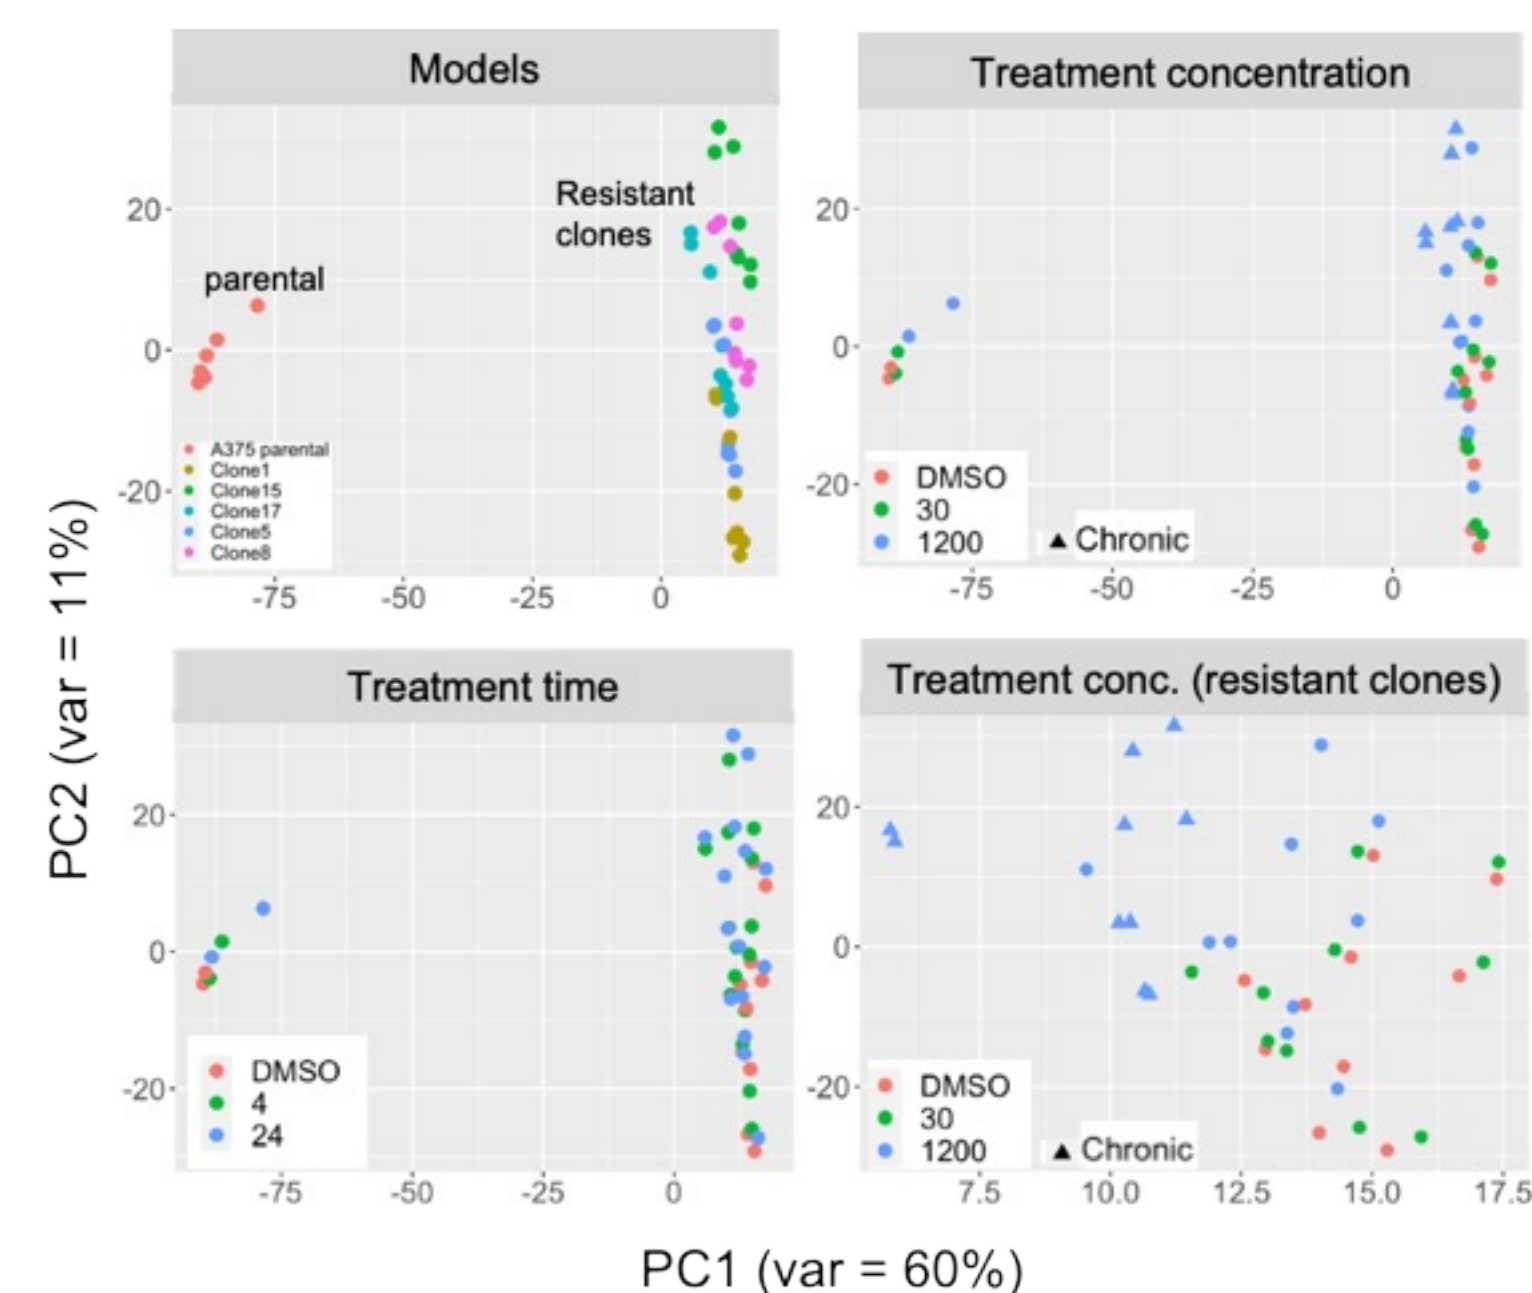 Models
Resistant
clones
parental
20
0
-20
A375 parental
Clone1
Clone15
Clone17
Clone5
Clone8
-75 -50 -25 0
Treatment concentration
20
0
-20
DMSO
30
1200
Chronic
-75 -50 -25 0
PC2 (var = 11%)
Treatment time
20
0
-20
DMSO
4
24
-75 -50 -25 0
Treatment conc. (resistant clones)
20
0
-20
DMSO
30
1200
Chronic
7.5 10.0 12.5 15.0 17.5
PC1 (var = 60%)